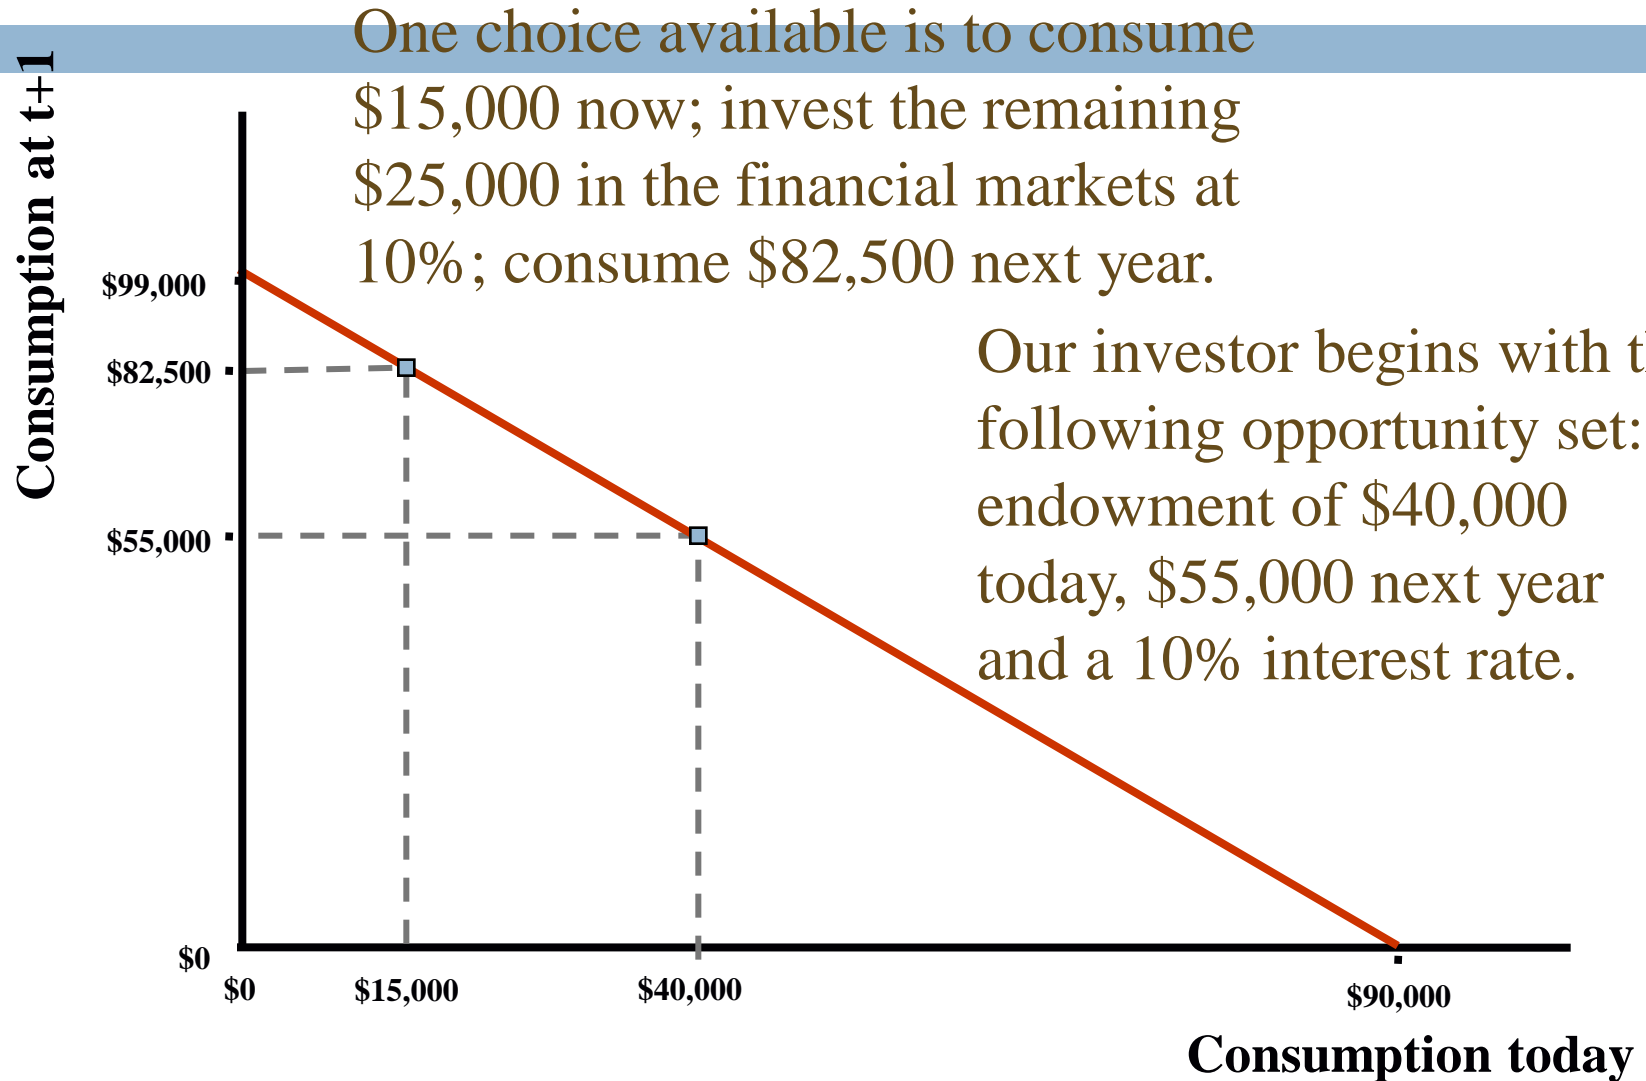 One choice available is to consume
$15,000 now; invest the remaining
$25,000 in the financial markets at
10%; consume $82,500 next year.
Consumption at t+1
$99,000
Our investor begins with
$82,500
following opportunity set:
endowment of $40,000
$55,000
today, $55,000 next year
and a 10% interest rate.
$0
$0
$15,000
$40,000
$90,000
Consumption today